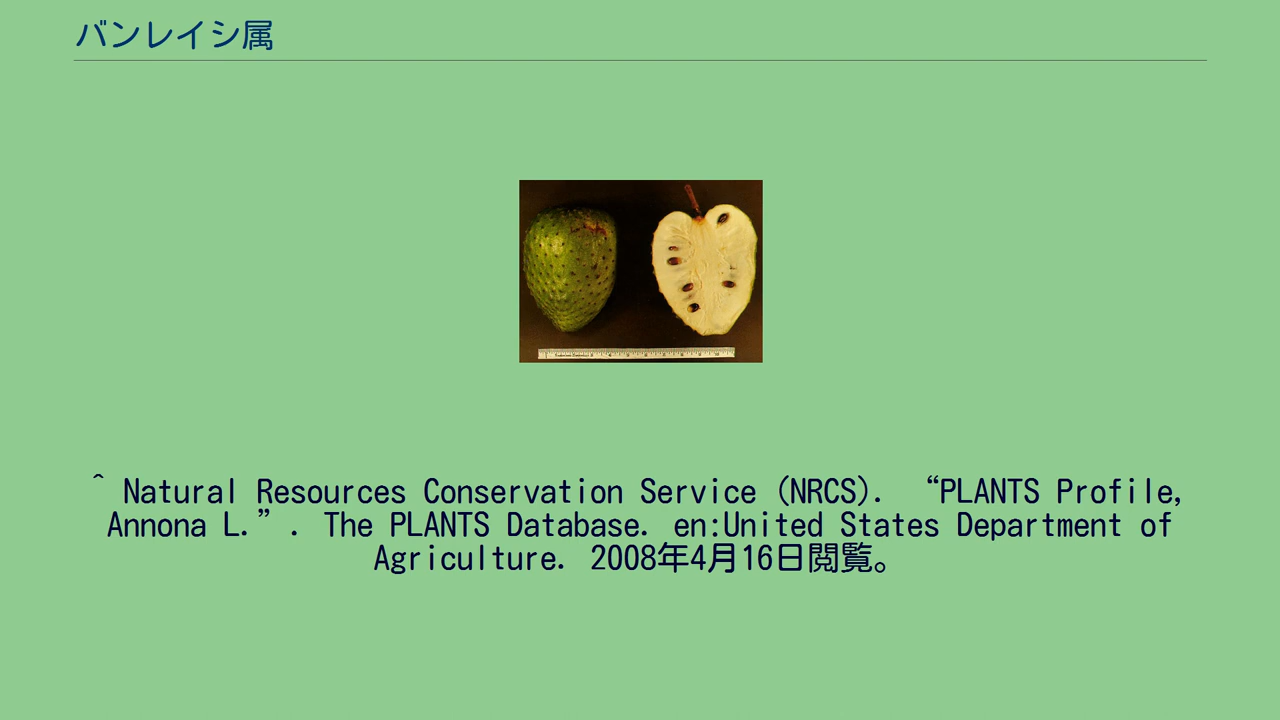 バンレイシ属
^ Natural Resources Conservation Service (NRCS). “PLANTS Profile,
Annona L.”. The PLANTS Database. en:United States Department of
Agriculture. 2008年4月16日閲覧。